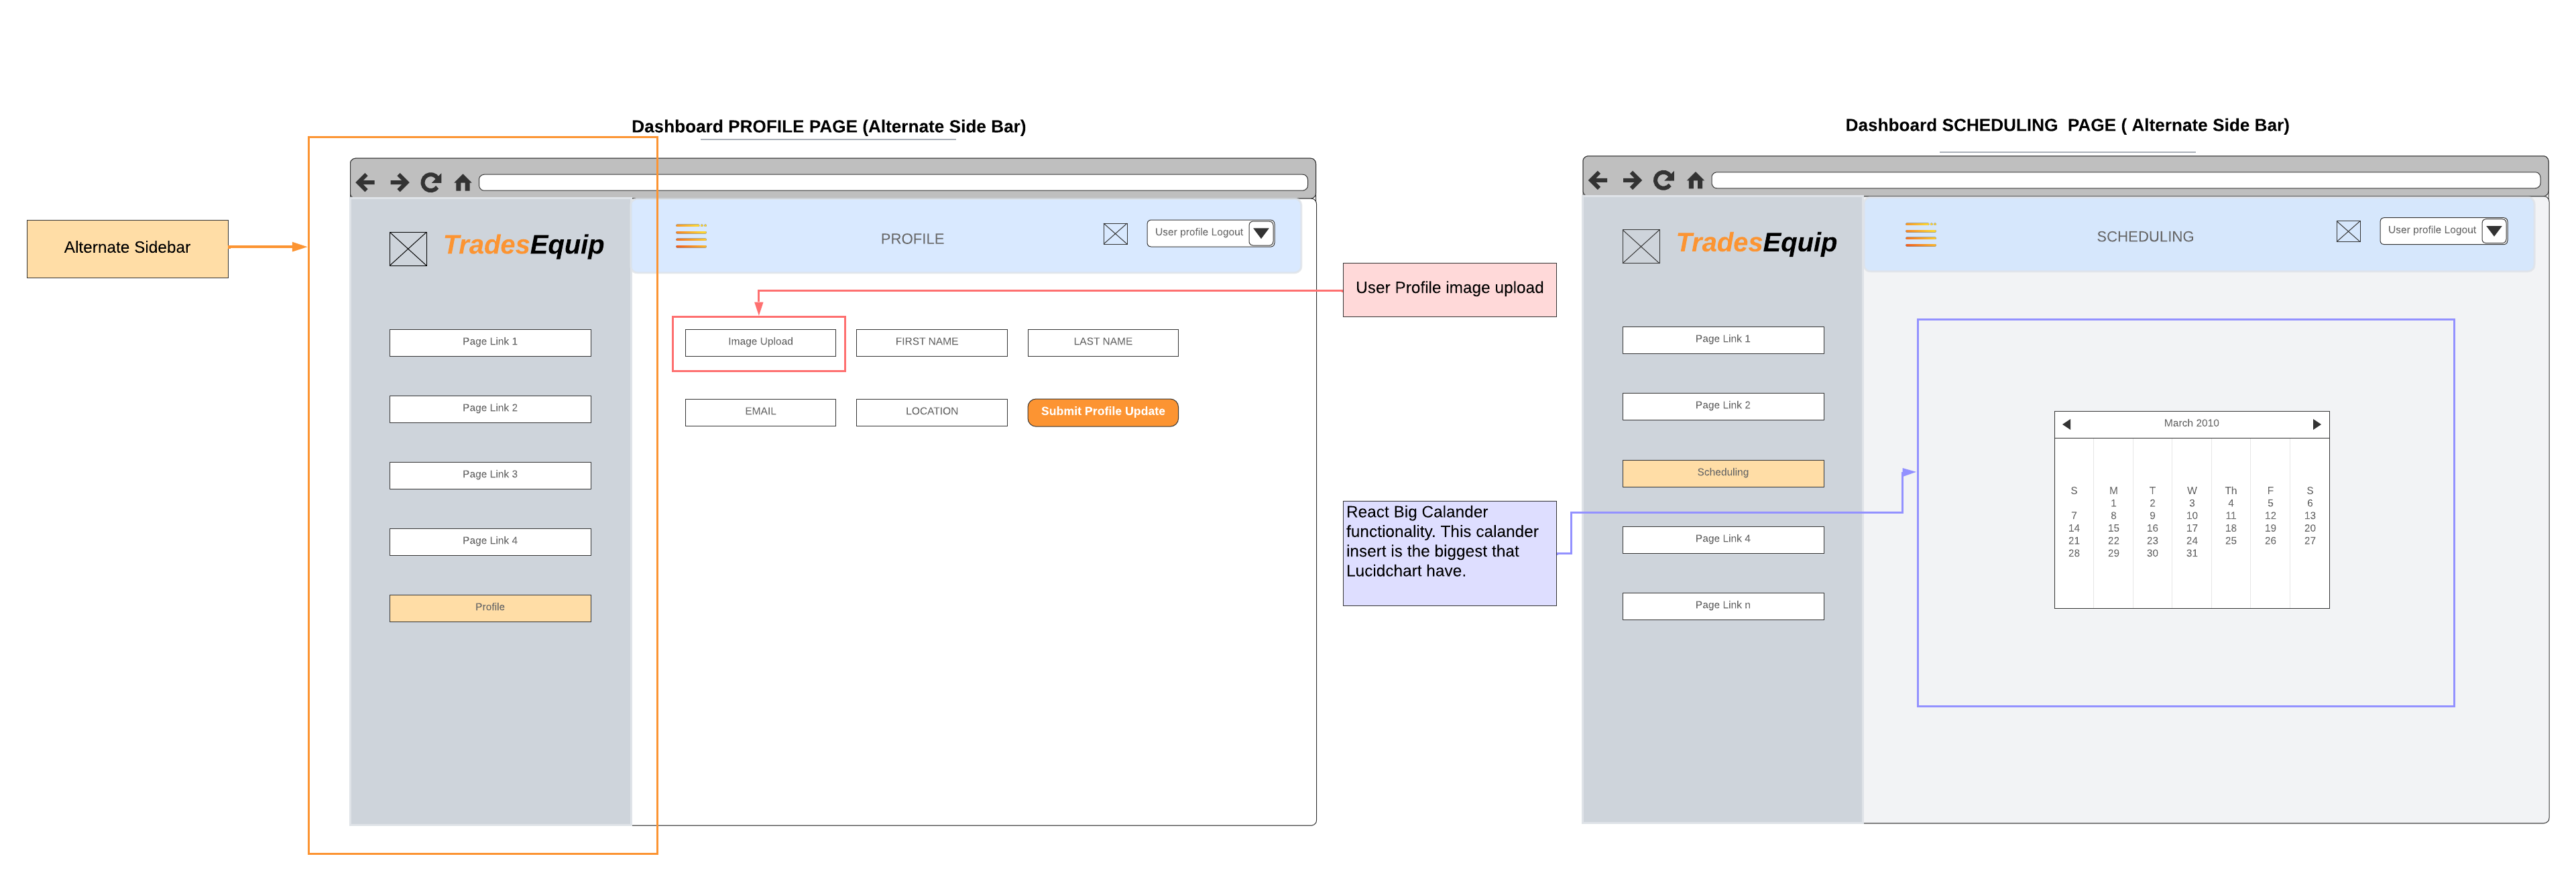 Dashboard PROFILE PAGE (Alternate Side Bar)
Alternate Sidebar
TradesEquip
PROFILE
User profile Logout
Page Link 1
Page Link 2
Page Link 3
Page Link 4
Profile
Image Upload
FIRST NAME
LAST NAME
EMAIL
LOCATION
Submit Profile Update
User Profile image upload
React Big Calander
functionality. This calander
insert is the biggest that
Lucidchart have.
Dashboard SCHEDULING  PAGE ( Alternate Side Bar)
TradesEquip
SCHEDULING
User profile Logout
Page Link 1
Page Link 2
Scheduling
Page Link 4
Page Link n
March 2010
S M T W Th F S
1 2 3 4 5 6
7 8 9 10 11 12 13
14 15 16 17 18 19 20
21 22 23 24 25 26 27
28 29 30 31